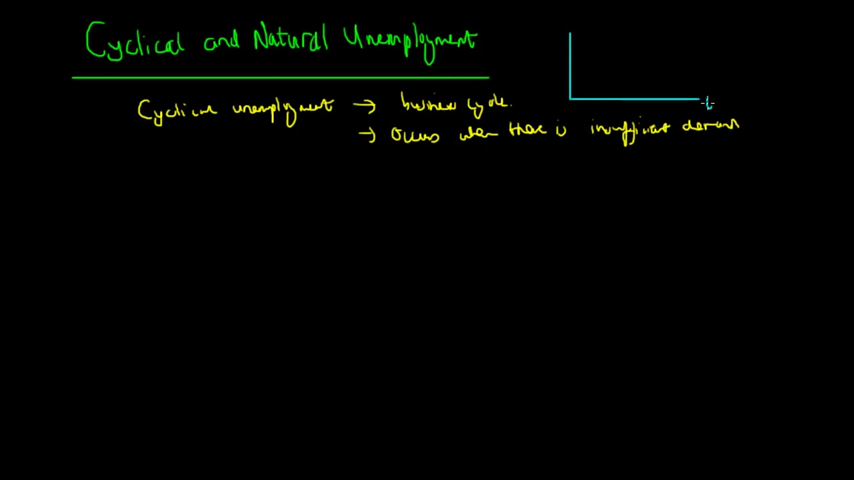 Cyclical and Natural Unemployment
Cyclical unemployment → business cycle.
→ Occurs when there is insufficient demand